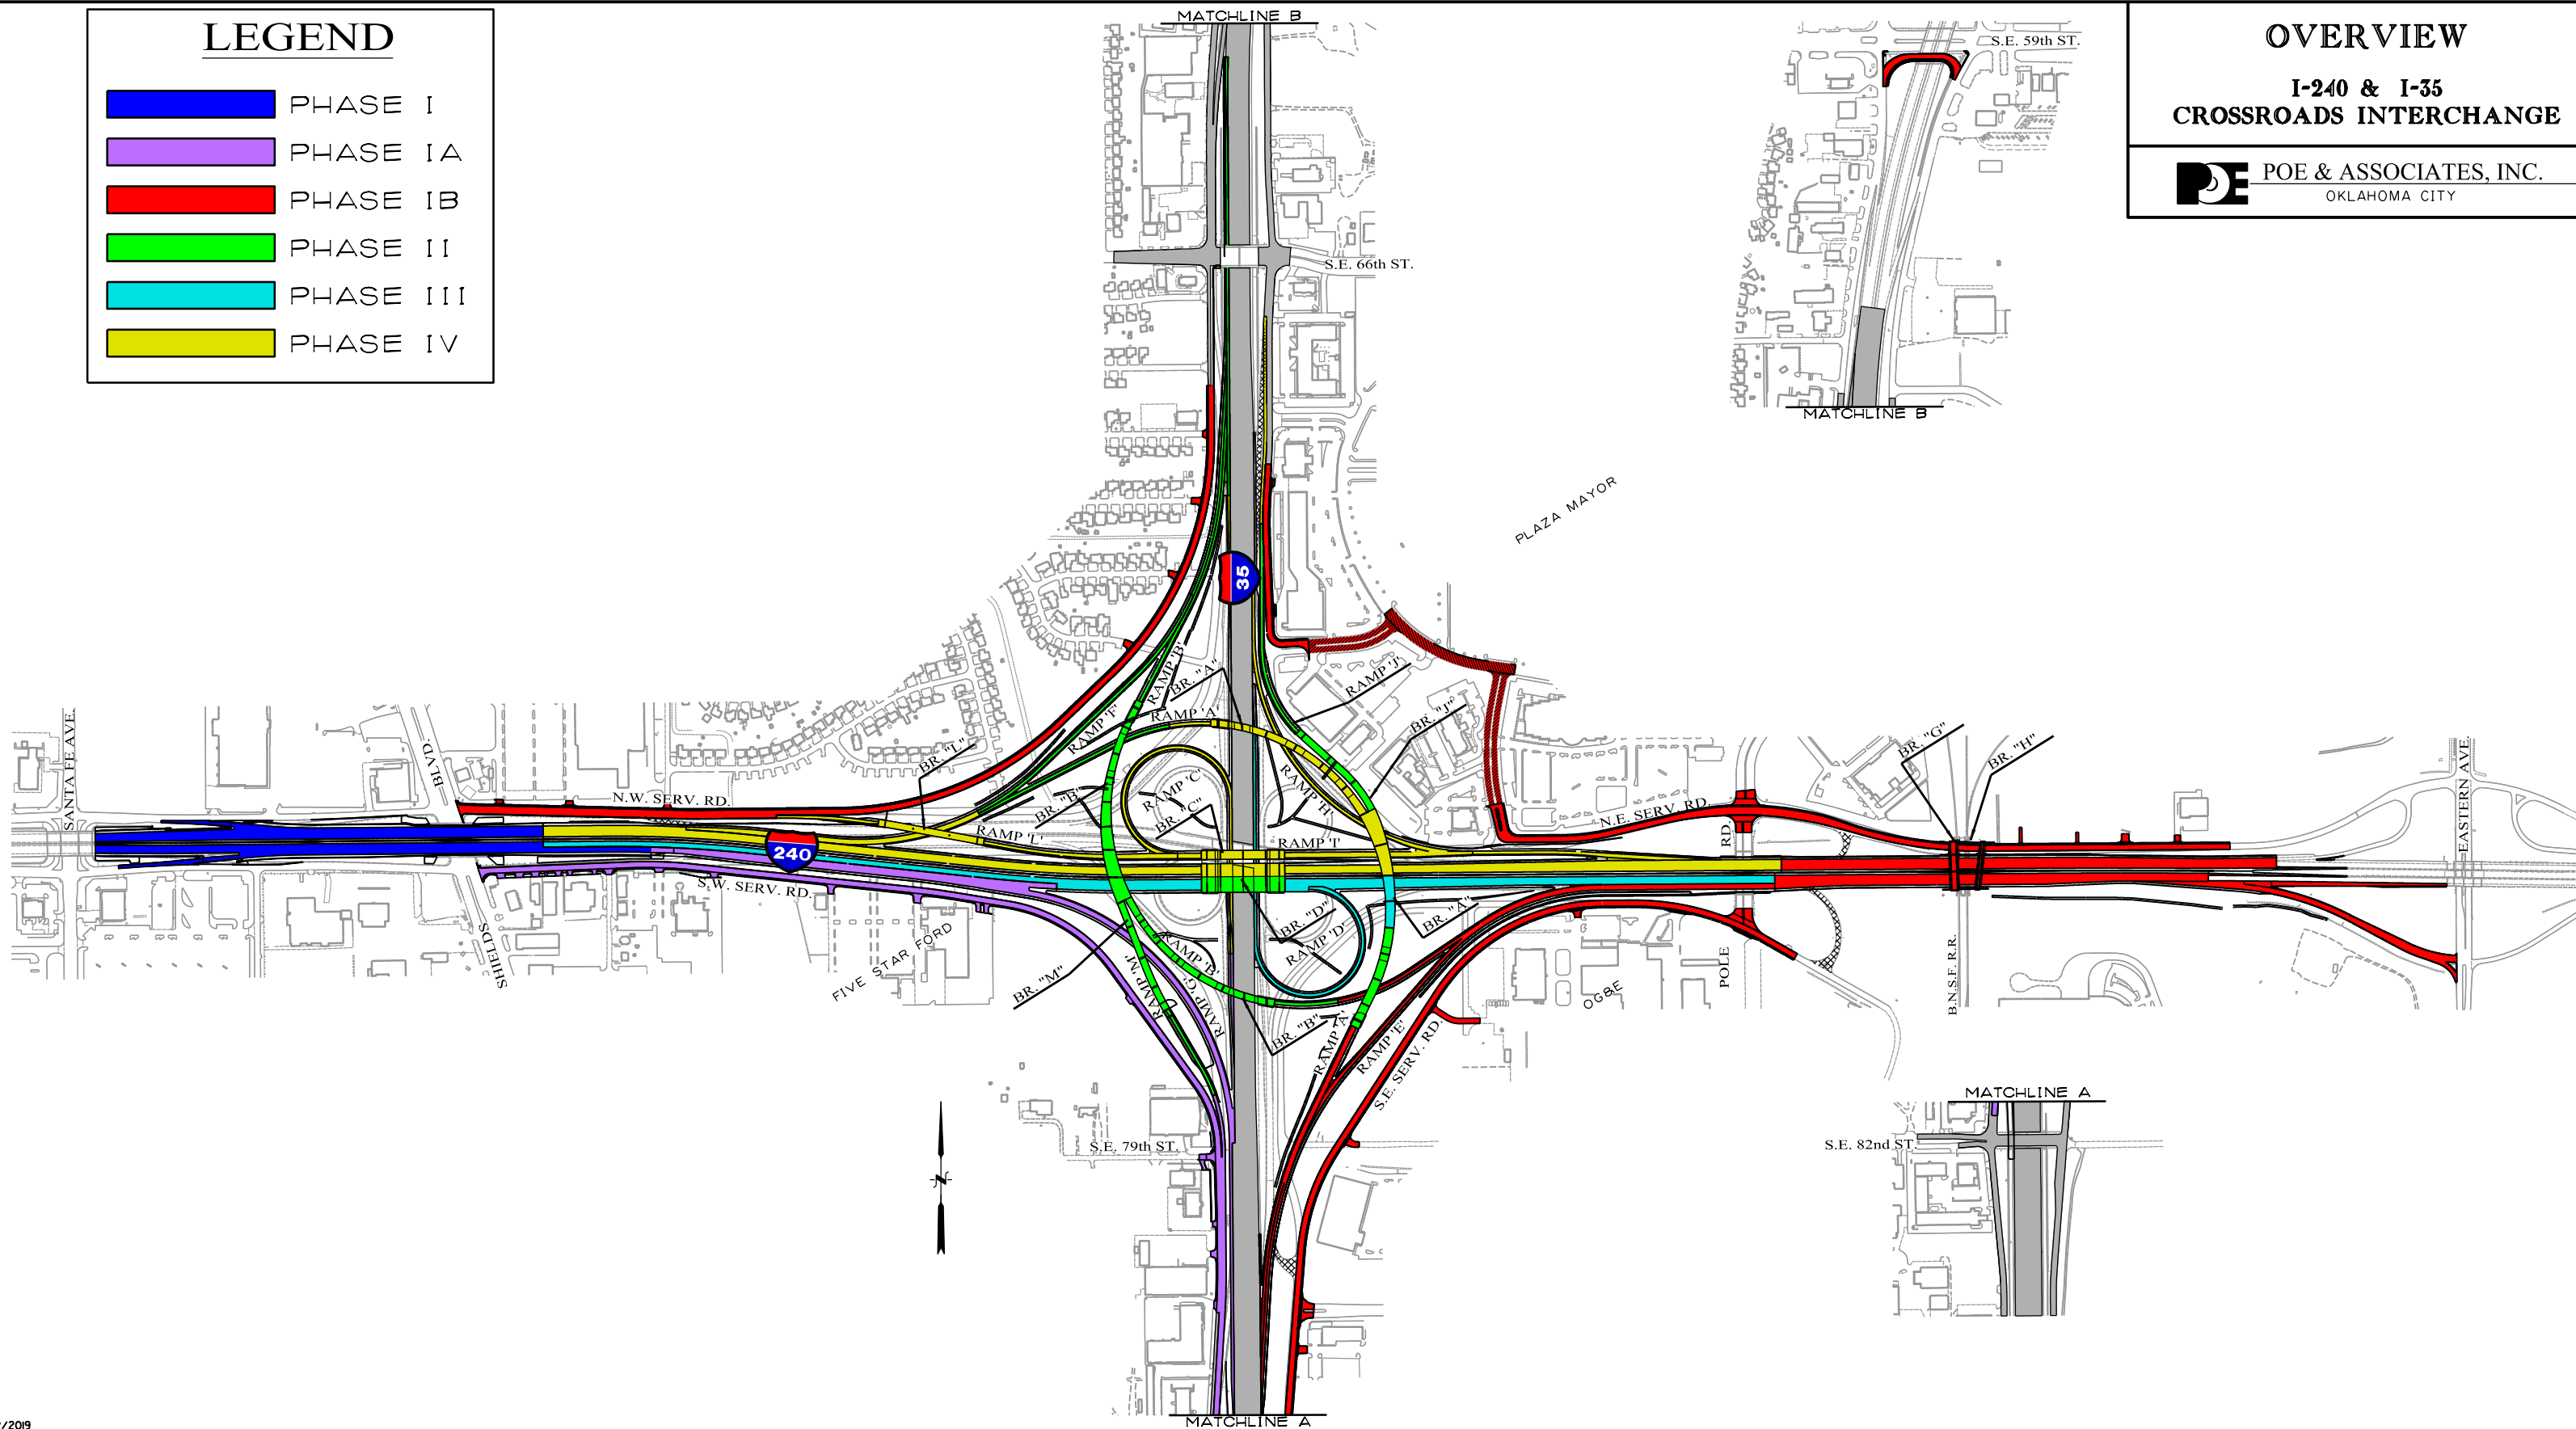 LEGEND
PHASE I
PHASE IA
PHASE IB
PHASE II
PHASE III
PHASE IV
OVERVIEW
I-240 & I-35
CROSSROADS INTERCHANGE
POE
POE & ASSOCIATES, INC.
OKLAHOMA CITY
MATCHLINE B
S.E. 59th ST.
MATCHLINE B
S.E. 66th ST.
PLAZA MAYOR
35
RAMP 'B'
BR. "A"
RAMP 'J'
RAMP 'F'
RAMP 'A'
BR. "J"
BR. "L"
BR. "G"
BR. "H"
SANTA FE AVE.
BLVD.
N.W. SERV. RD.
BR. "B"
RAMP 'C'
BR. "C"
RAMP 'H'
N.E. SERV. RD.
RD.
EASTERN AVE.
RAMP 'L'
RAMP 'I'
240
S.W. SERV. RD.
SHIELDS
FIVE STAR FORD
BR. "M"
RAMP 'M'
RAMP 'B'
RAMP 'G'
BR. "D"
RAMP 'D'
BR. "A"
OGBE
POLE
B.N.S.F. R.R.
BR. "B"
RAMP 'A'
RAMP 'E'
S.E. SERV. RD.
N
S.E. 79th ST.
MATCHLINE A
S.E. 82nd ST.
MATCHLINE A
/2019